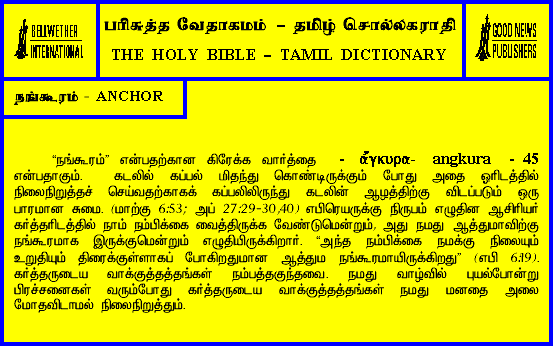 BELLWETHER
INTERNATIONAL
பரிசுத்த வேதாகமம் – தமிழ் சொல்லகராதி
THE HOLY BIBLE – TAMIL DICTIONARY
GOOD NEWS
PUBLISHERS
நங்கூரம் - ANCHOR
“நங்கூரம்” என்பதற்கான கிரேக்க வார்த்தை - ἄγκυρα- angkura - 45
என்பதாகும். கடலில் கப்பல் மிதந்து கொண்டிருக்கும் போது அதை ஓரிடத்தில்
நிலைநிறுத்தச் செய்வதற்காகக் கப்பலிலிருந்து கடலின் ஆழத்திற்கு விடப்படும் ஒரு
பாரமான சுமை. (மாற்கு 6:53; அப் 27:29-30,40) எபிரெயருக்கு நிருபம் எழுதின ஆசிரியர்
கர்த்தரிடத்தில் நாம் நம்பிக்கை வைத்திருக்க வேண்டுமென்றும், அது நமது ஆத்துமாவிற்கு
நங்கூரமாக இருக்குமென்றும் எழுதியிருக்கிறார். “அந்த நம்பிக்கை நமக்கு நிலையும்
உறுதியும் திரைக்குள்ளாகப் போகிறதுமான ஆத்தும நங்கூரமாயிருக்கிறது” (எபி 6:19).
கர்த்தருடைய வாக்குத்தத்தங்கள் நம்பத்தகுந்தவை. நமது வாழ்வில் புயல்போன்று
பிரச்சனைகள் வரும்போது கர்த்தருடைய வாக்குத்தத்தங்கள் நமது மனதை அலை
மோதவிடாமல் நிலைநிறுத்தும்.